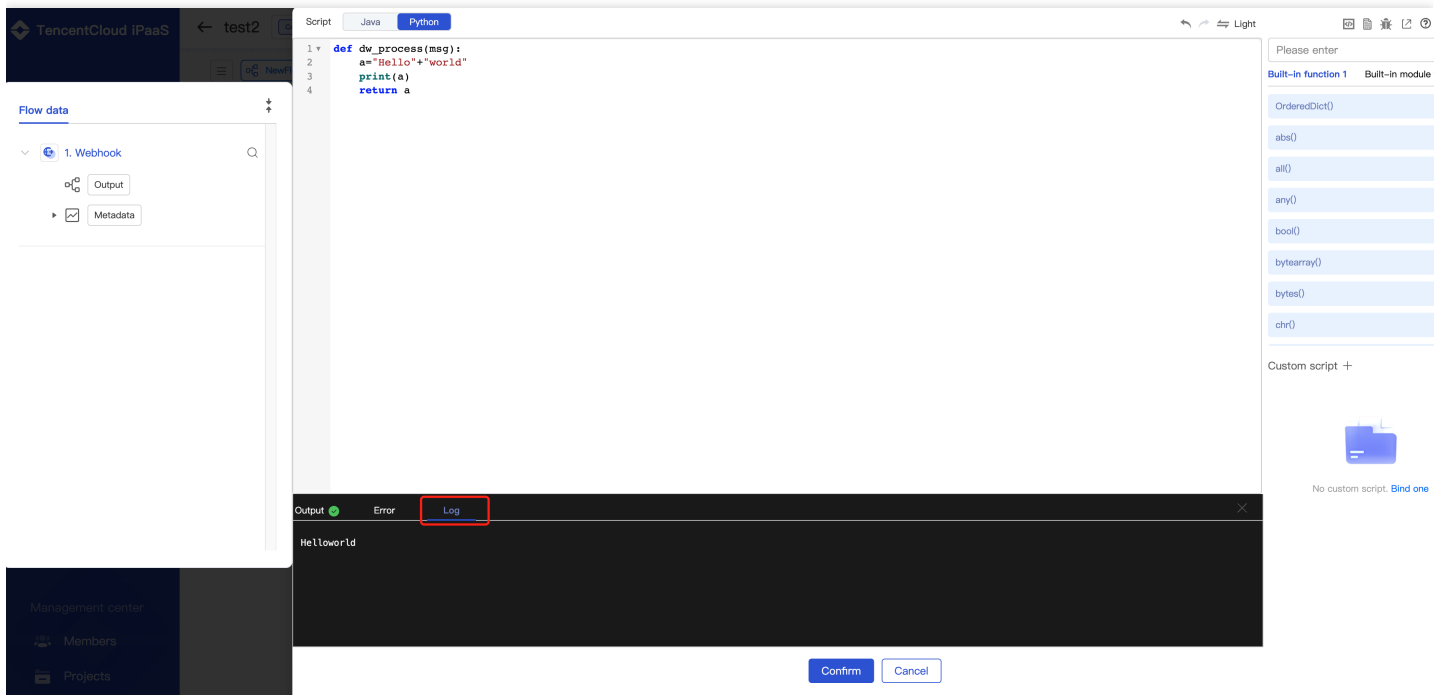 TencentCloud iPaaS
← test2
NewFl
Flow data
1. Webhook
Output
Metadata
Management center
Members
Projects
Script
Java
Python
Light
1 def dw_process(msg):
2 a="Hello"+"world"
3 print(a)
4 return a
Output
Error
Log
Helloworld
Confirm
Cancel
Please enter
Built-in function 1
Built-in module
OrderedDict()
abs()
all()
any()
bool()
bytearray()
bytes()
chr()
Custom script +
No custom script. Bind one